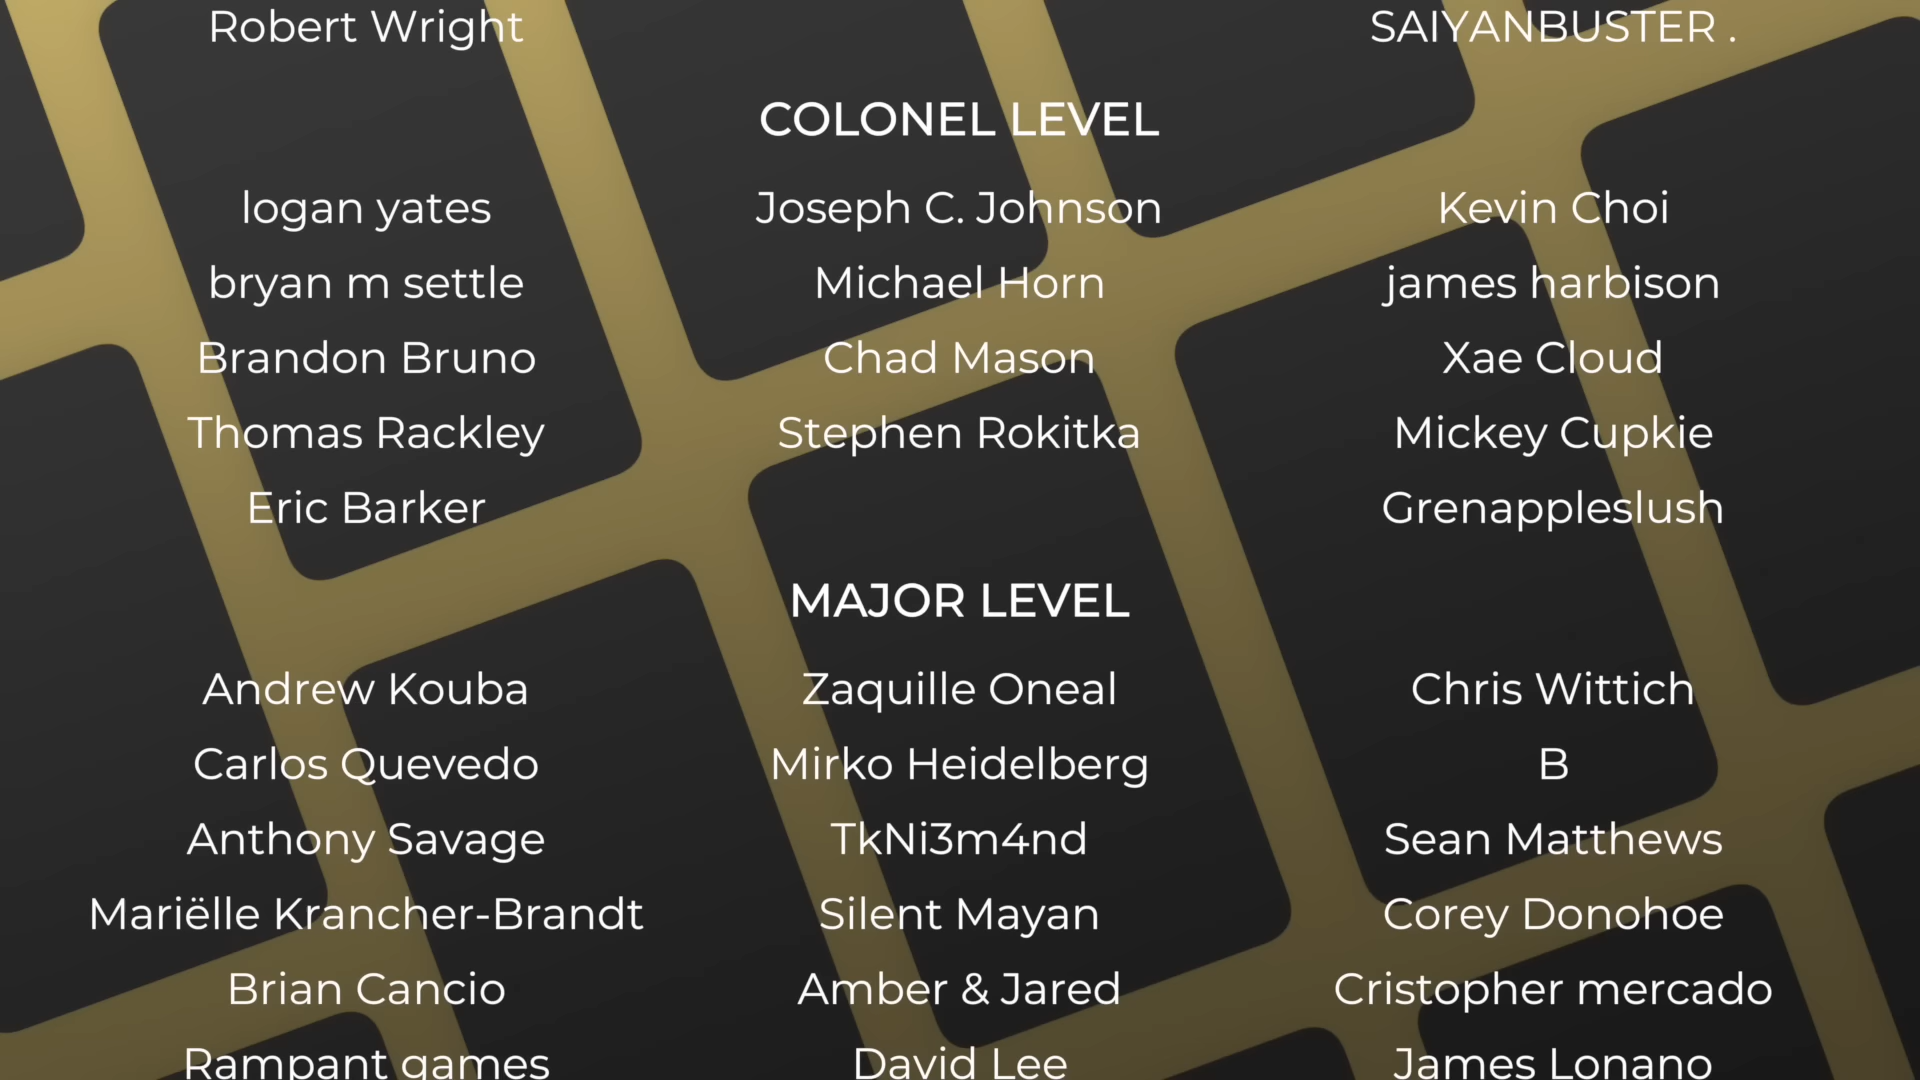 Robert Wright SAIYANBUSTER .
COLONEL LEVEL
logan yates Joseph C. Johnson Kevin Choi
bryan m settle Michael Horn james harbison
Brandon Bruno Chad Mason Xae Cloud
Thomas Rackley Stephen Rokitka Mickey Cupkie
Eric Barker Grenappleslush
MAJOR LEVEL
Andrew Kouba Zaquille Oneal Chris Wittich
Carlos Quevedo Mirko Heidelberg B
Anthony Savage TkNi3m4nd Sean Matthews
Mariëlle Krancher-Brandt Silent Mayan Corey Donohoe
Brian Cancio Amber & Jared Cristopher mercado
Rampant games David Lee James Lonano